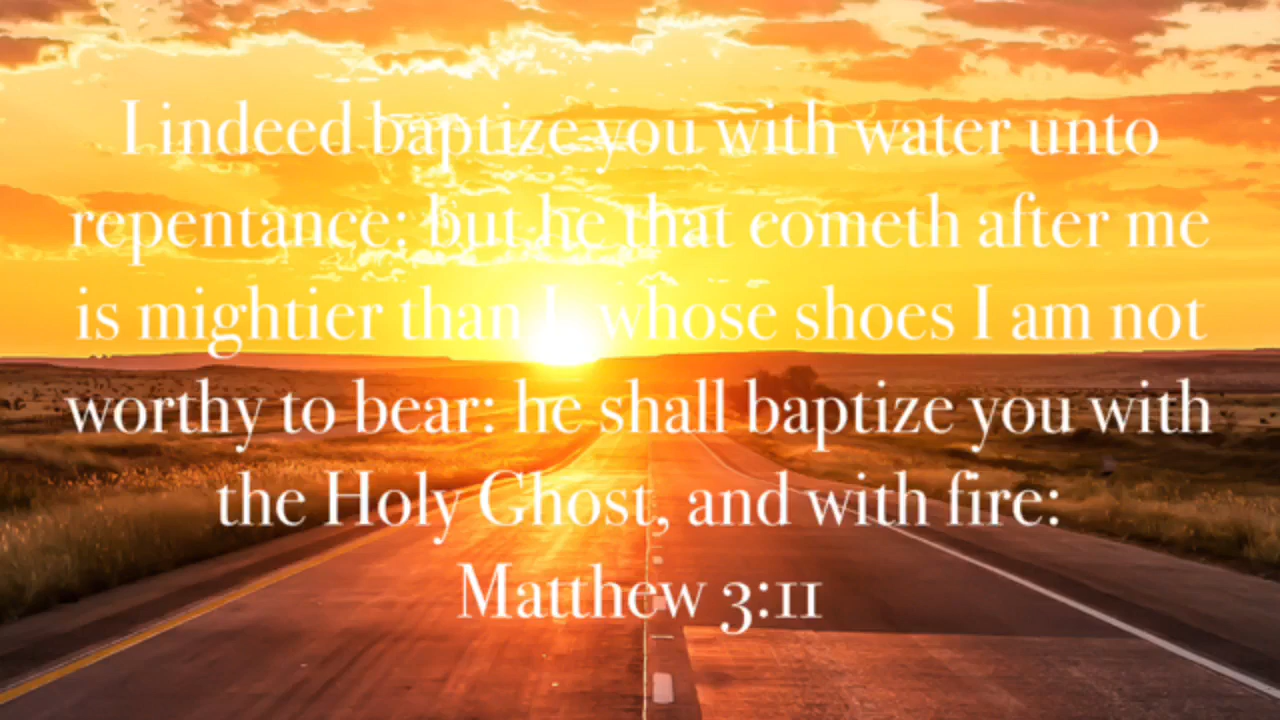 I indeed baptize you with water unto
repentance: but he that cometh after me
is mightier than I, whose shoes I am not
worthy to bear: he shall baptize you with
the Holy Ghost, and with fire:
Matthew 3:11